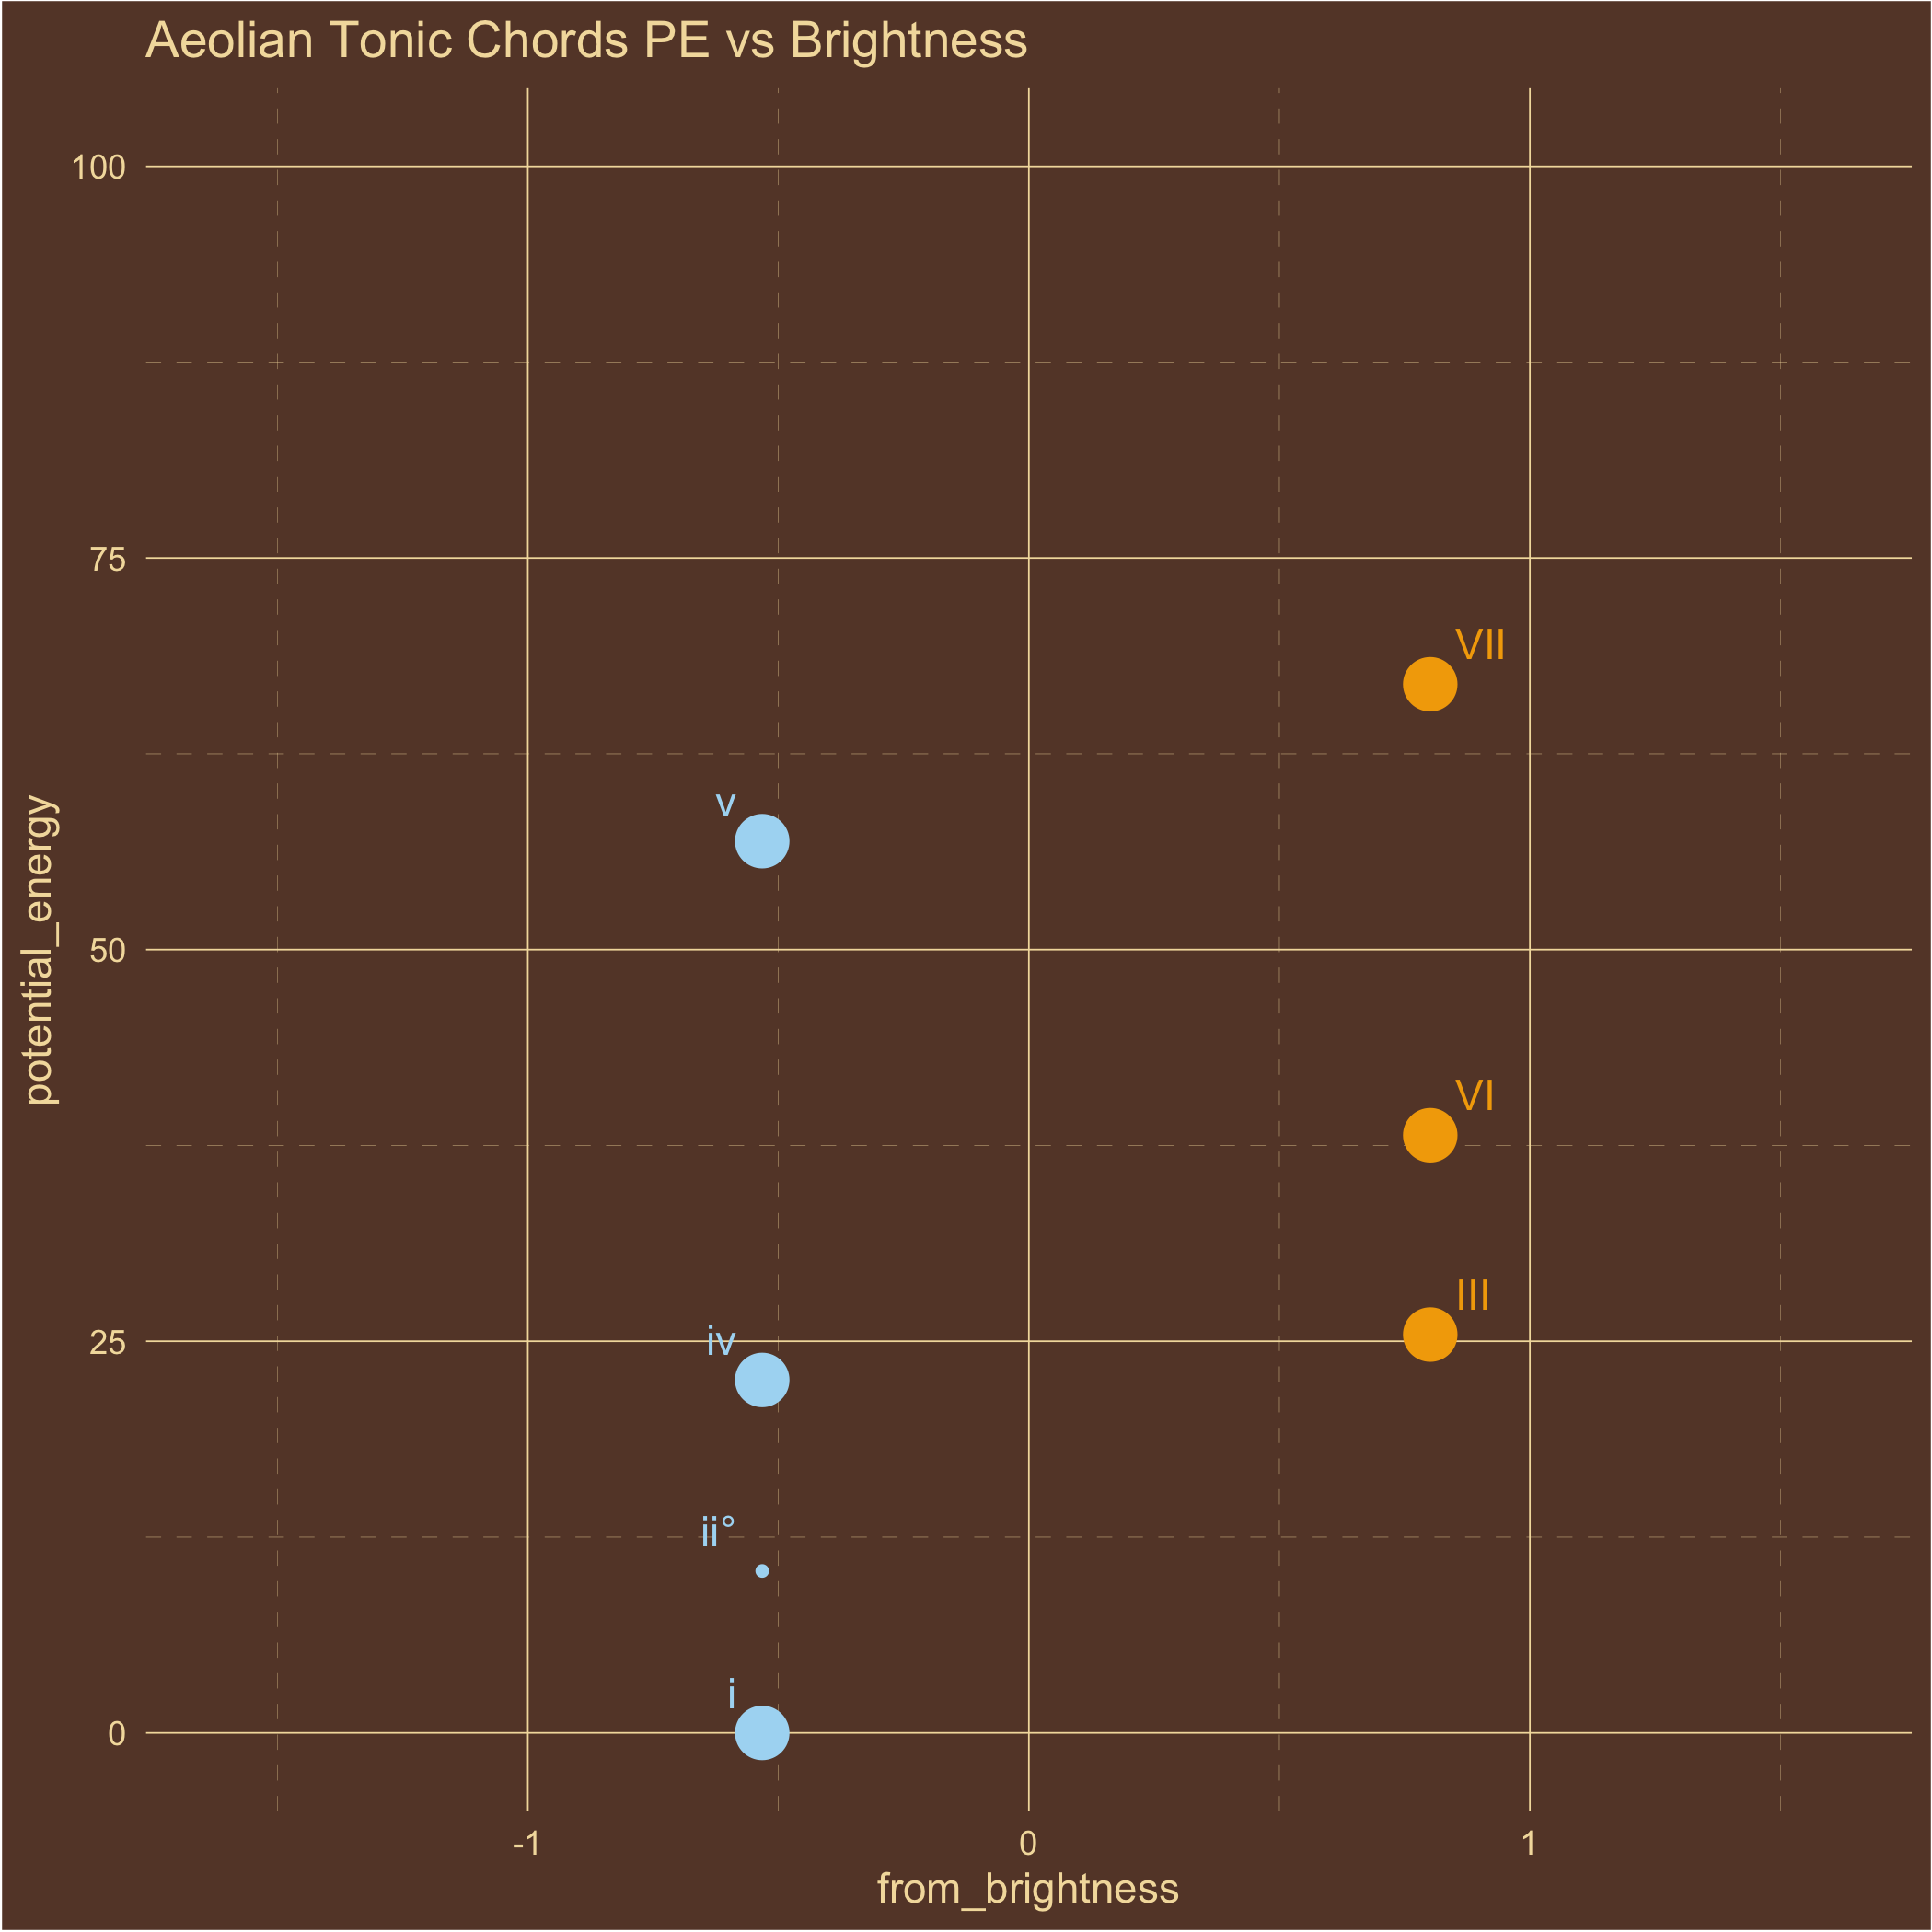 Aeolian Tonic Chords PE vs Brightness
100
75
50
25
0
potential_energy
VII
v
VI
III
iv
ii°
i
-1
0
1
from_brightness